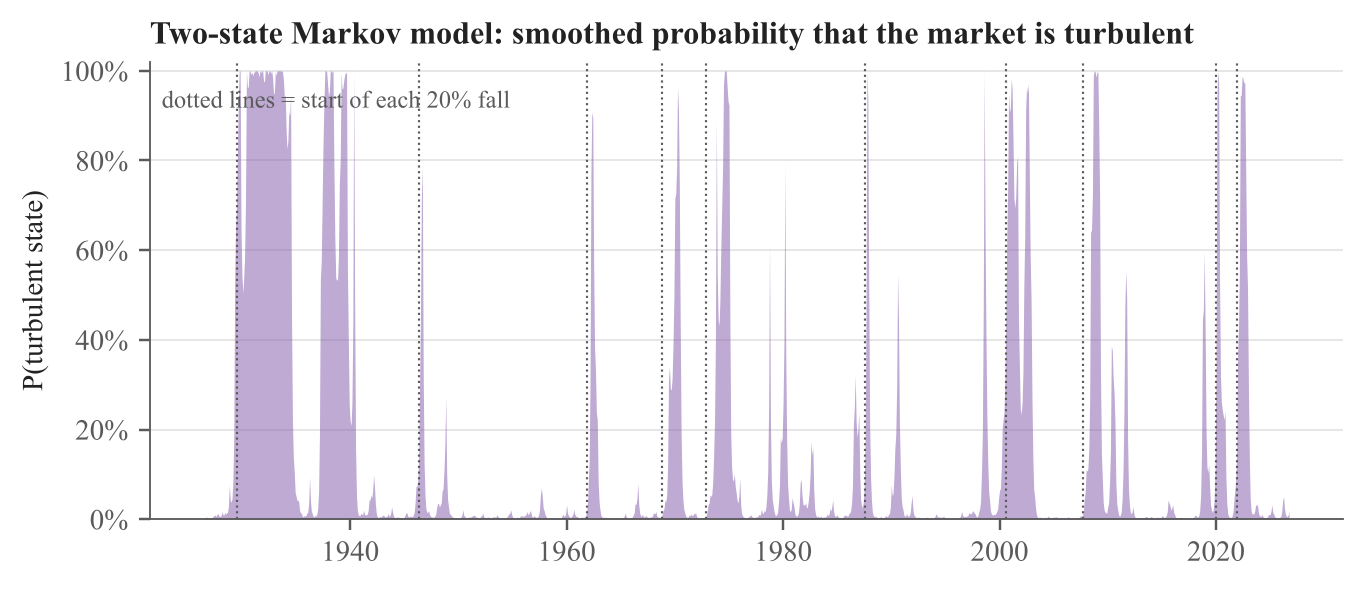 Two-state Markov model: smoothed probability that the market is turbulent
100%
dotted lines = start of each 20% fall
80%
60%
P(turbulent state)
40%
20%
0%
1940 1960 1980 2000 2020